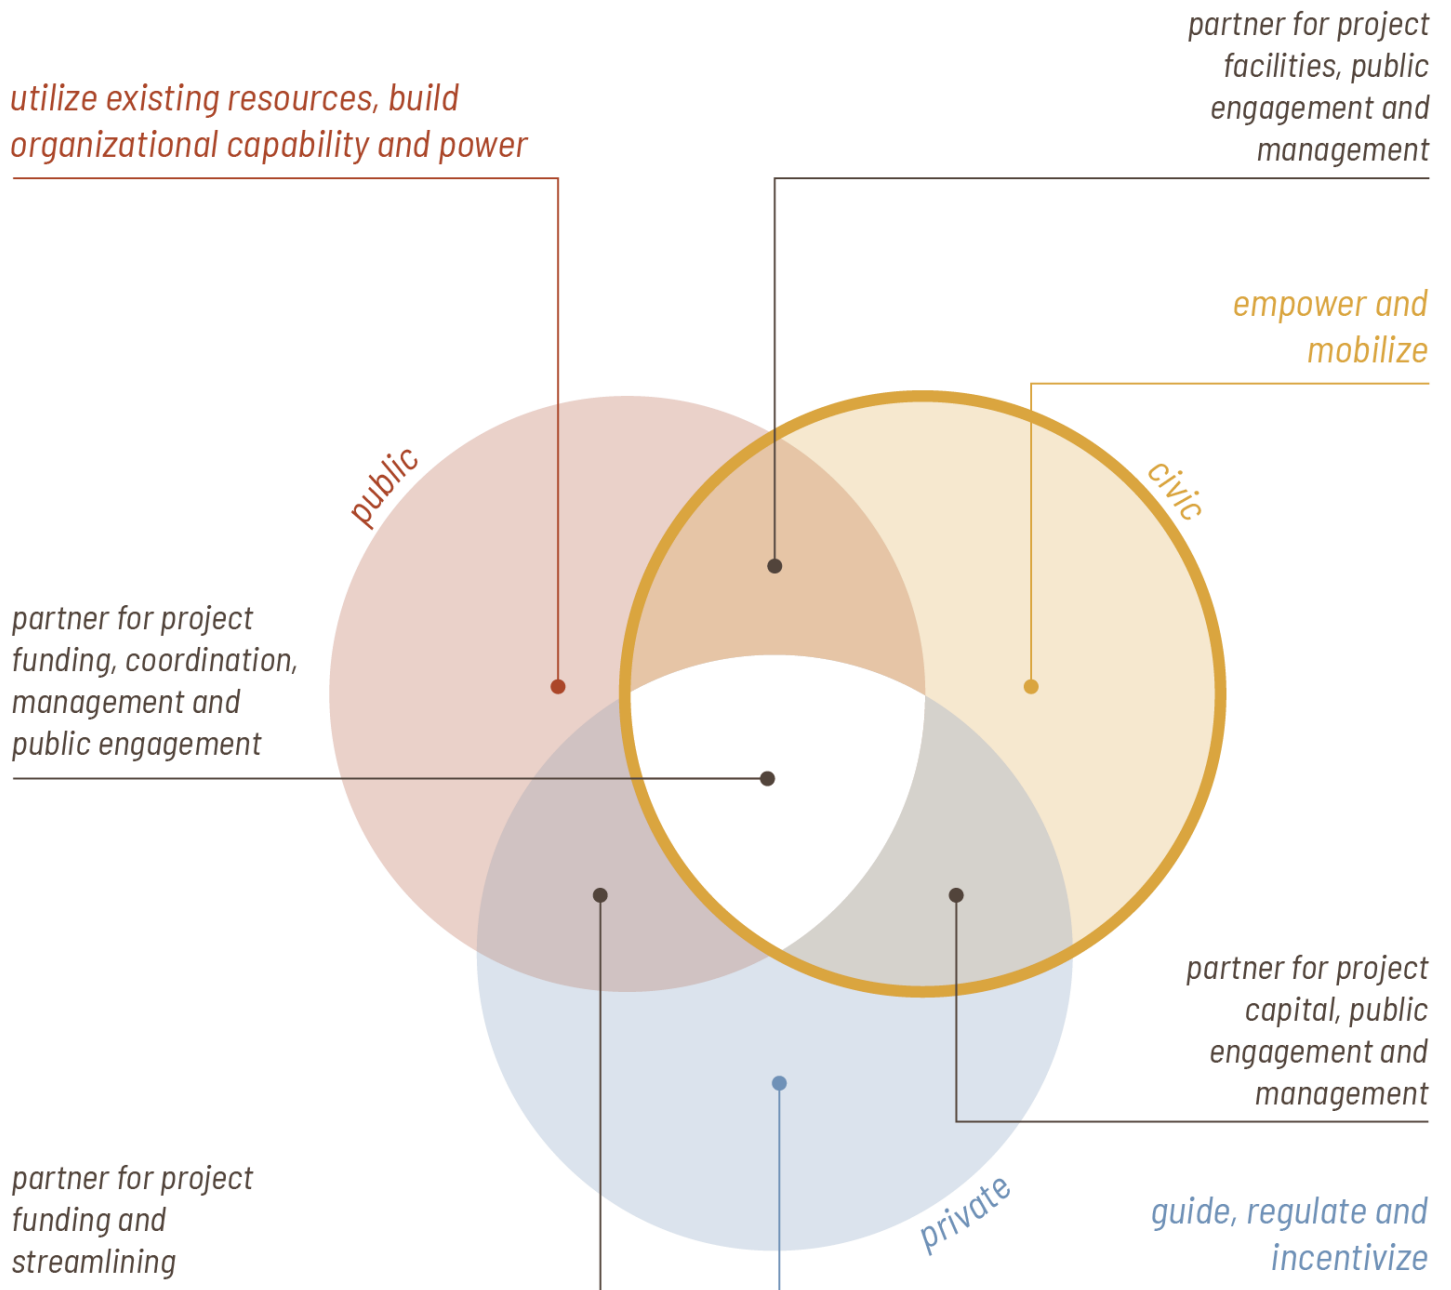 partner for project
facilities, public
engagement and
management
utilize existing resources, build
organizational capability and power
empower and
mobilize
public
civic
partner for project
funding, coordination,
management and
public engagement
partner for project
capital, public
engagement and
management
partner for project
funding and
streamlining
private
guide, regulate and
incentivize